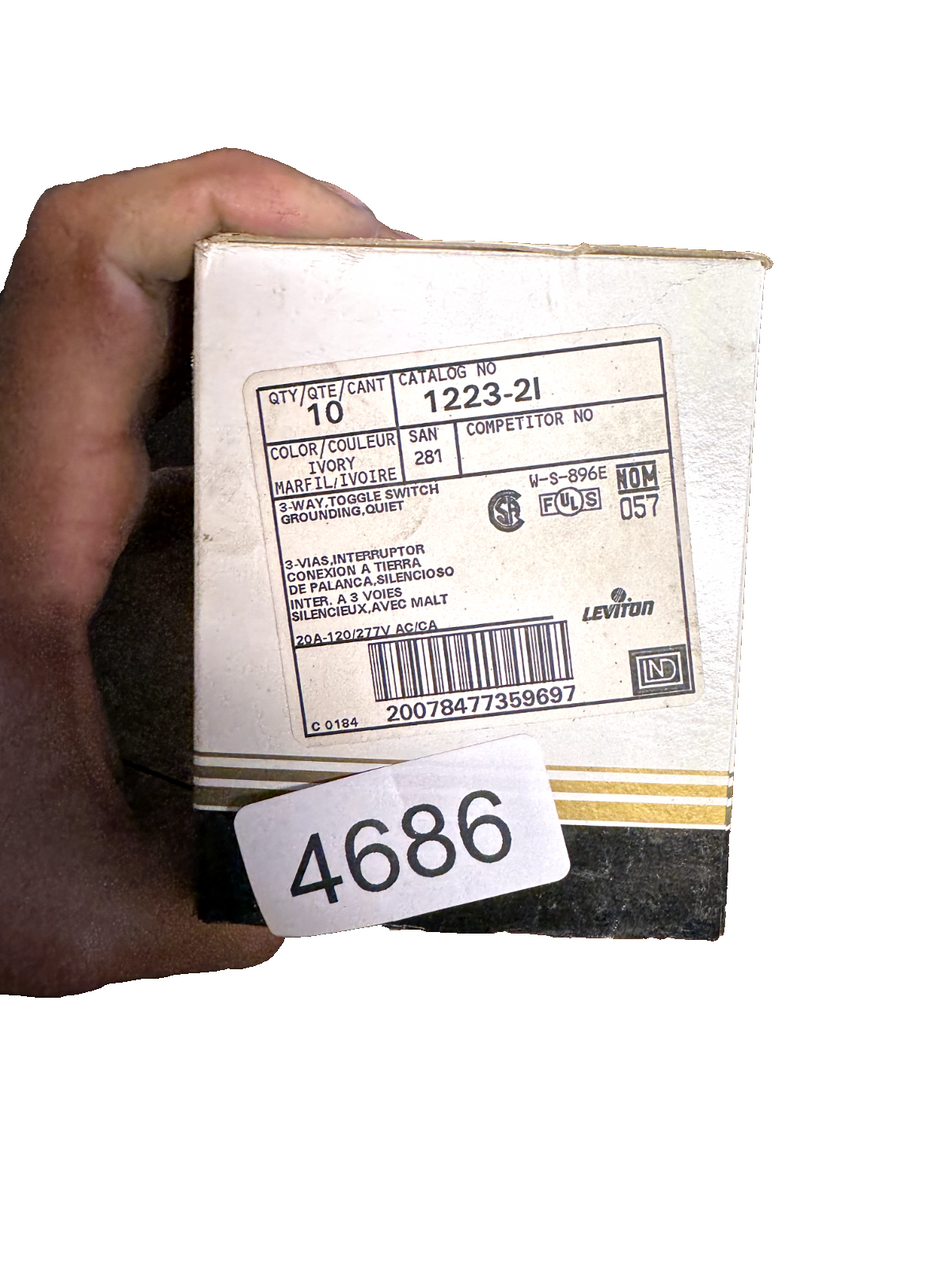 QTY/QTE/CANT
10
CATALOG NO
1223-2I
COLOR/COULEUR
IVORY
MARFIL/IVOIRE
SAN
281
COMPETITOR NO
3-WAY,TOGGLE SWITCH
GROUNDING,QUIET
W-S-896E
SA
F UL S
NOM
057
3-VIAS,INTERRUPTOR
CONEXION A TIERRA
DE PALANCA,SILENCIOSO
INTER. A 3 VOIES
SILENCIEUX,AVEC MALT
LEVITON
20A-120/277V AC/CA
IND
20078477359697
C 0184
4686